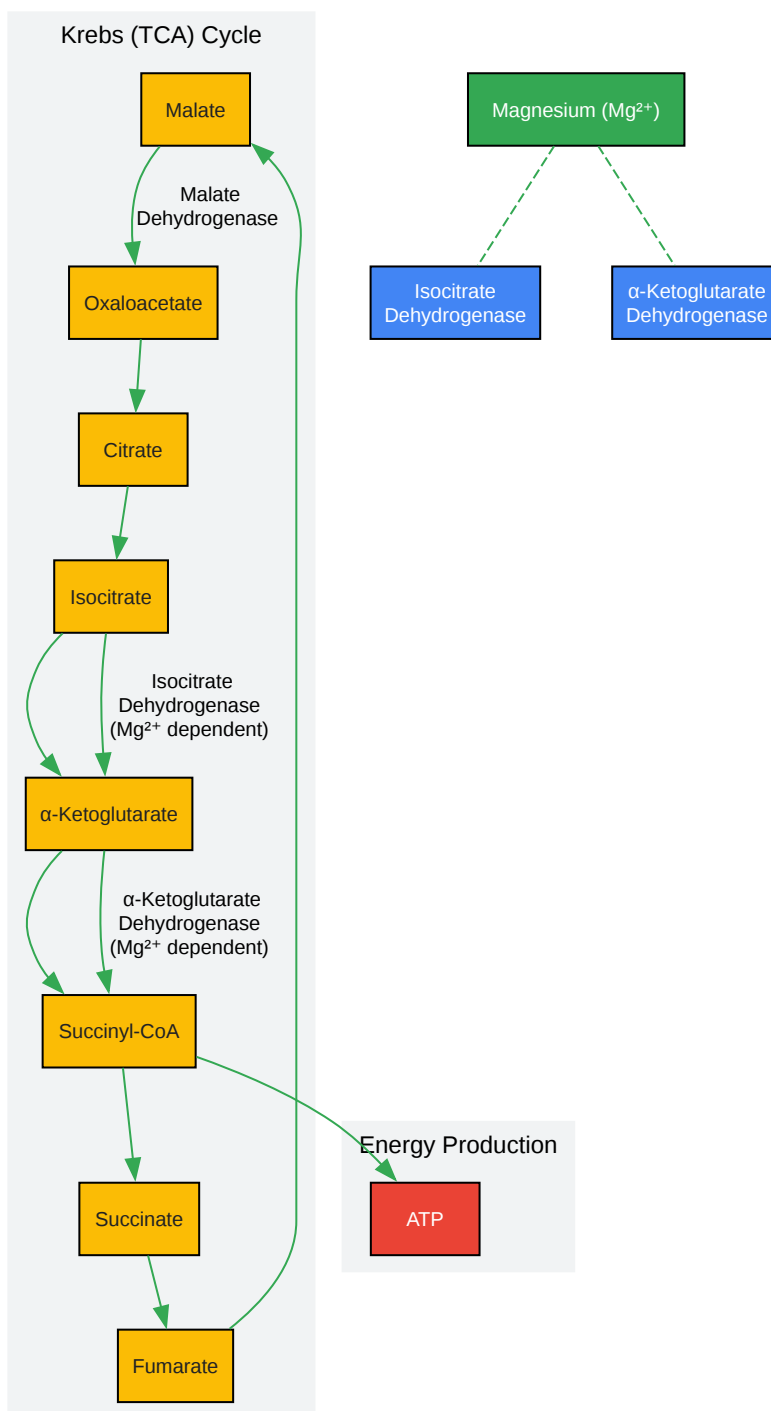 Krebs (TCA) Cycle
Malate
Magnesium (Mg²⁺)
Malate
Dehydrogenase
Oxaloacetate
Isocitrate
Dehydrogenase
α-Ketoglutarate
Dehydrogenase
Citrate
Isocitrate
Isocitrate
Dehydrogenase
(Mg²⁺ dependent)
α-Ketoglutarate
α-Ketoglutarate
Dehydrogenase
(Mg²⁺ dependent)
Succinyl-CoA
Energy Production
Succinate
ATP
Fumarate